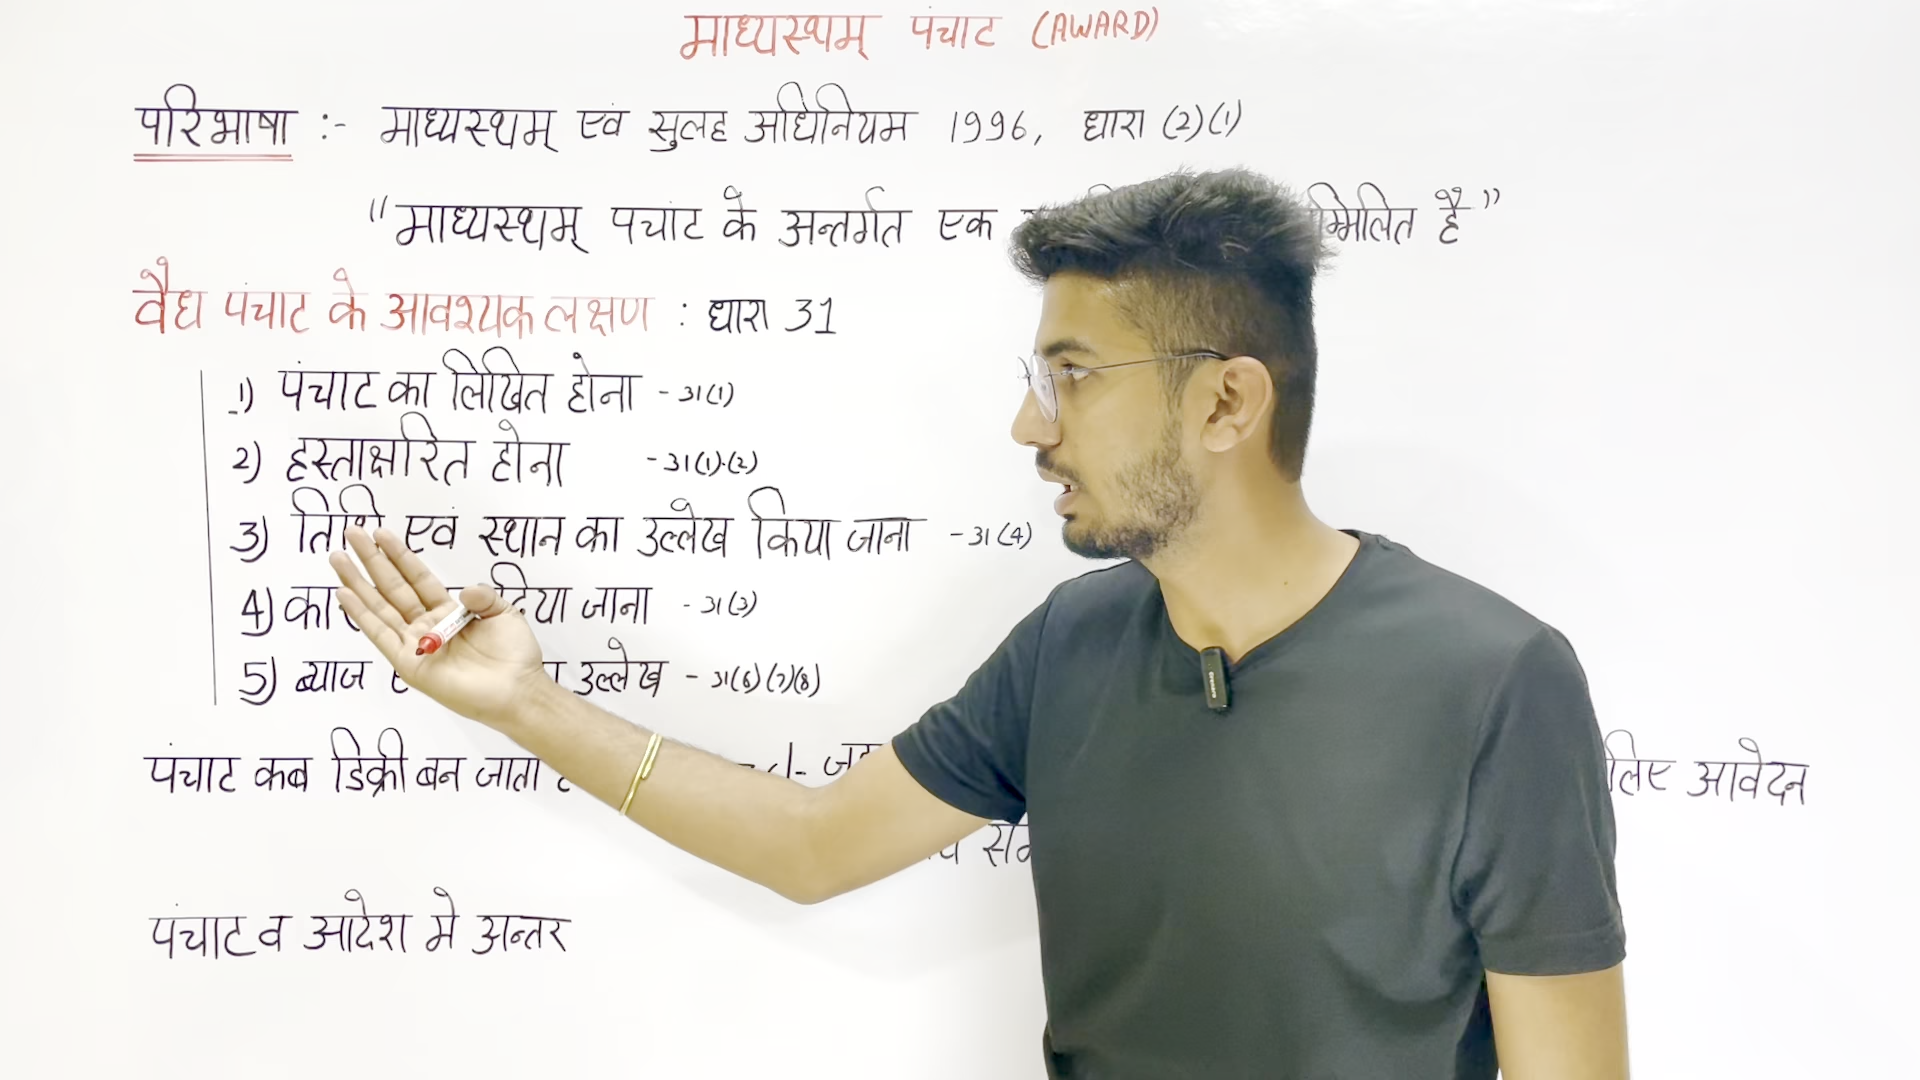 माध्यस्थम् पंचाट (AWARD)
परिभाषा :- माध्यस्थम् एवं सुलह अधिनियम 1996, धारा (2)(1)
"माध्यस्थम् पचांट के अन्तर्गत एक म्मिलित है"
वैध पंचाट के आवश्यक लक्षण : धारा 31
1) पंचाट का लिखित होना - 31(1)
2) हस्ताक्षरित होना - 31(1)·(2)
3) तिथि एवं स्थान का उल्लेख किया जाना - 31(4)
4) का दिया जाना - 31(3)
5) ब्याज उल्लेख - 31(6)(7)(8)
पंचाट कब डिक्री बन जाता लिए आवेदन
पंचाट व आदेश मे अन्तर